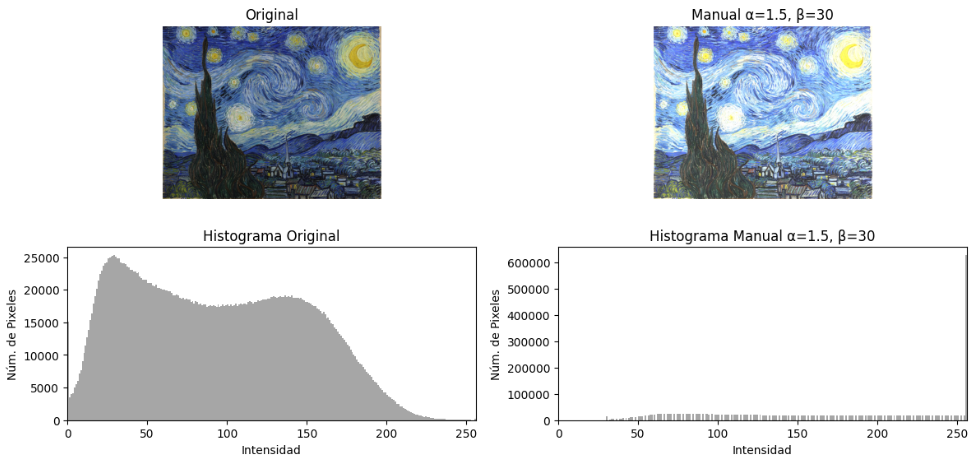 Original
Manual α=1.5, β=30
Histograma Original
Histograma Manual α=1.5, β=30
Núm. de Pixeles
25000
20000
15000
10000
5000
0
0 50 100 150 200 250
Intensidad
Núm. de Pixeles
600000
500000
400000
300000
200000
100000
0
0 50 100 150 200 250
Intensidad